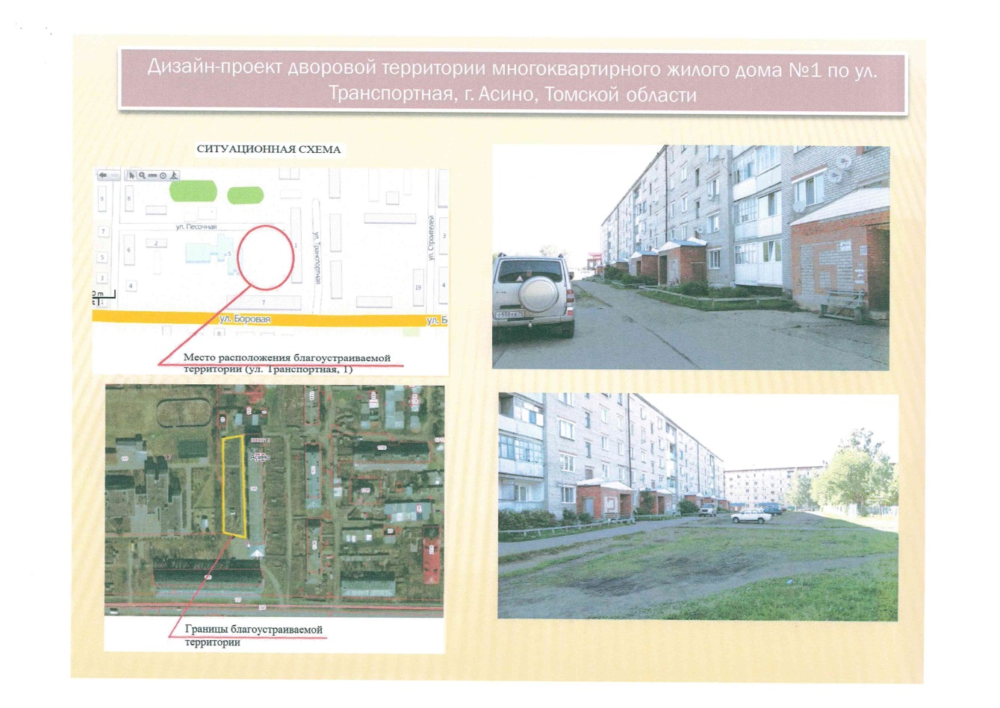 Дизайн-проект дворовой территории многоквартирного жилого дома №1 по ул.
Транспортная, г. Асино, Томской области
СИТУАЦИОННАЯ СХЕМА
9
8
7
6
2
5
5
3
4
1
1
7
8
19
3
4
ул. Песочная
ул. Транспортная
ул. Строителей
ул. Боровая
ул. Б
Место расположения благоустраиваемой
территории (ул. Транспортная, 1)
Асино
Границы благоустраиваемой
территории